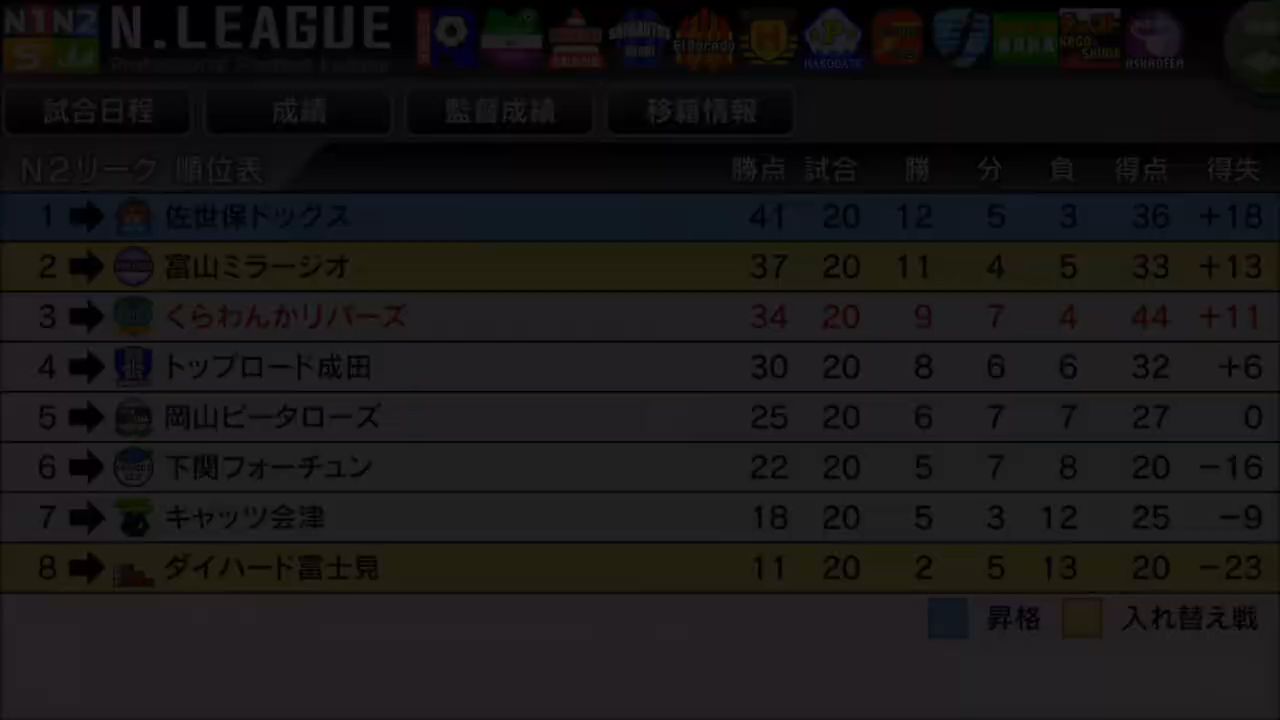 N1 N2
N.LEAGUE
Professional Football League
ElDorado
HAKODATE
KAGOSHIMA
試合日程 成績 監督成績 移籍情報
N2リーグ 順位表 勝点 試合 勝 分 負 得点 得失
1 佐世保ドッグス 41 20 12 5 3 36 +18
2 富山ミラージオ 37 20 11 4 5 33 +13
3 くらわんかリバーズ 34 20 9 7 4 44 +11
4 トップロード成田 30 20 8 6 6 32 +6
5 岡山ピータローズ 25 20 6 7 7 27 0
6 下関フォーチュン 22 20 5 7 8 20 −16
7 キャッツ会津 18 20 5 3 12 25 −9
8 ダイハード富士見 11 20 2 5 13 20 −23
昇格 入れ替え戦